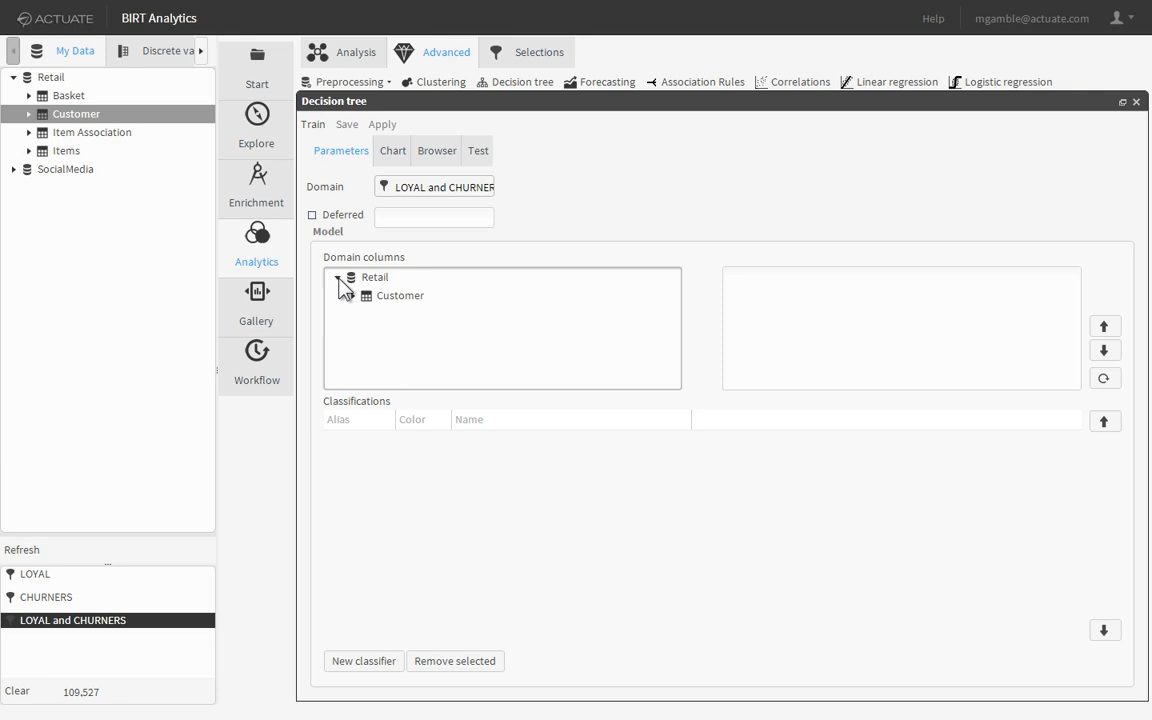 ACTUATE BIRT Analytics Help mgamble@actuate.com
My Data Discrete va
Retail
Basket
Customer
Item Association
Items
SocialMedia
Refresh
LOYAL
CHURNERS
LOYAL and CHURNERS
Clear 109,527
Start
Explore
Enrichment
Analytics
Gallery
Workflow
Analysis Advanced Selections
Preprocessing Clustering Decision tree Forecasting Association Rules Correlations Linear regression Logistic regression
Decision tree
Train Save Apply
Parameters Chart Browser Test
Domain LOYAL and CHURNER
Deferred
Model
Domain columns
Retail
Customer
Classifications
Alias Color Name
New classifier Remove selected